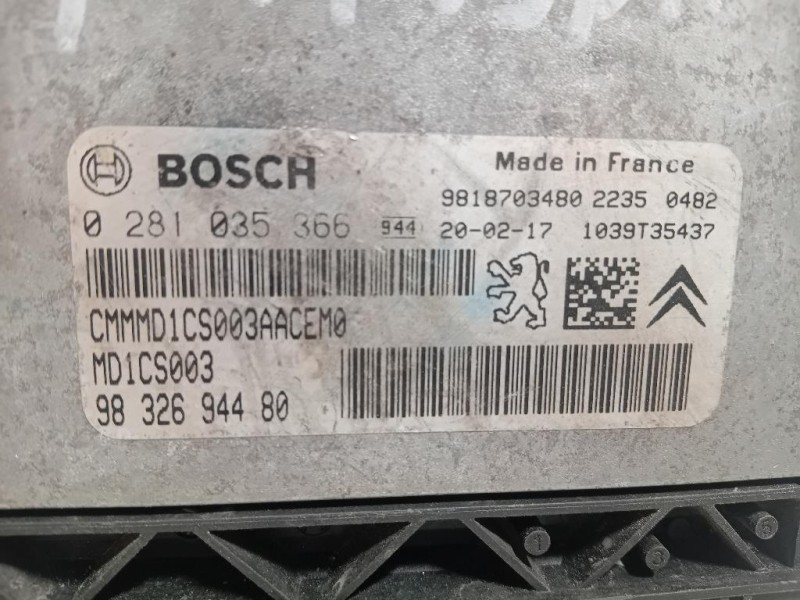 BOSCH
Made in France
9818703480 2235 0482
0 281 035 366 944 20-02-17 1039T35437
CMMMD1CS003AACEM0
MD1CS003
98 326 944 80